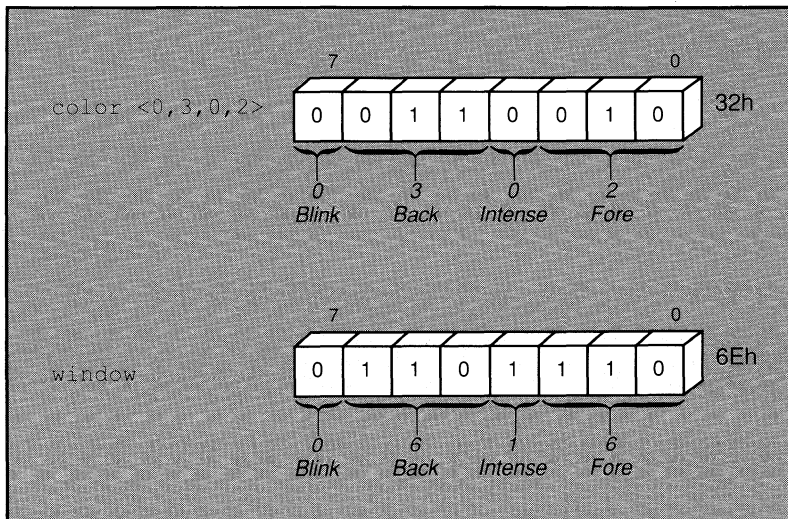 7 0
color <0,3,0,2> 0 0 1 1 0 0 1 0 32h
0 3 0 2
Blink Back Intense Fore
7 0
window 0 1 1 0 1 1 1 0 6Eh
0 6 1 6
Blink Back Intense Fore